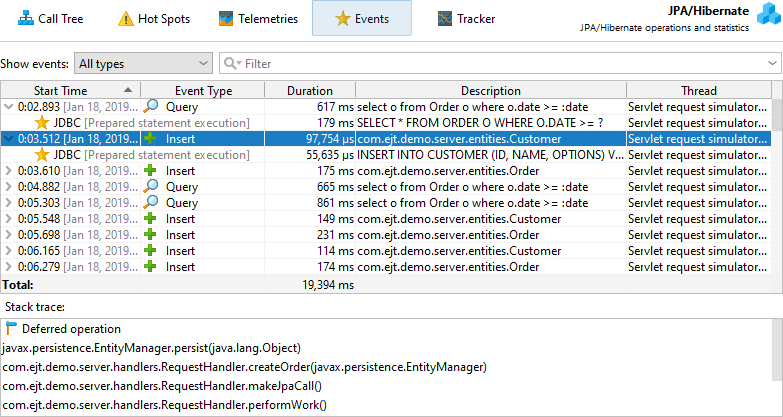 Call Tree Hot Spots Telemetries Events Tracker JPA/Hibernate
JPA/Hibernate operations and statistics
Show events: All types Filter
Start Time Event Type Duration Description Thread
0:02.893 [Jan 18, 2019... Query 617 ms select o from Order o where o.date >= :date Servlet request simulator...
JDBC [Prepared statement execution] 179 ms SELECT * FROM ORDER O WHERE O.DATE >= ? Servlet request simulator...
0:03.512 [Jan 18, 2019... Insert 97,754 µs com.ejt.demo.server.entities.Customer Servlet request simulator...
JDBC [Prepared statement execution] 55,635 µs INSERT INTO CUSTOMER (ID, NAME, OPTIONS) V... Servlet request simulator...
0:03.610 [Jan 18, 2019... Insert 175 ms com.ejt.demo.server.entities.Order Servlet request simulator...
0:04.882 [Jan 18, 2019... Query 665 ms select o from Order o where o.date >= :date Servlet request simulator...
0:05.303 [Jan 18, 2019... Query 861 ms select o from Order o where o.date >= :date Servlet request simulator...
0:05.548 [Jan 18, 2019... Insert 149 ms com.ejt.demo.server.entities.Customer Servlet request simulator...
0:05.698 [Jan 18, 2019... Insert 231 ms com.ejt.demo.server.entities.Order Servlet request simulator...
0:06.165 [Jan 18, 2019... Insert 114 ms com.ejt.demo.server.entities.Customer Servlet request simulator...
0:06.279 [Jan 18, 2019... Insert 174 ms com.ejt.demo.server.entities.Order Servlet request simulator...
Total: 19,394 ms
Stack trace:
Deferred operation
javax.persistence.EntityManager.persist(java.lang.Object)
com.ejt.demo.server.handlers.RequestHandler.createOrder(javax.persistence.EntityManager)
com.ejt.demo.server.handlers.RequestHandler.makeJpaCall()
com.ejt.demo.server.handlers.RequestHandler.performWork()